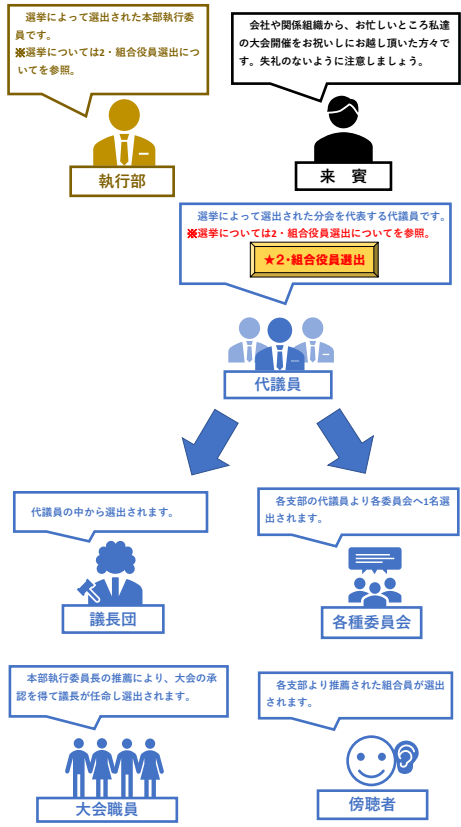 選挙によって選出された本部執行委
員です。
※選挙については2・組合役員選出につ
いてを参照。
執行部
会社や関係組織から、お忙しいところ私達
の大会開催をお祝いしにお越し頂いた方々で
す。失礼のないように注意しましょう。
来　賓
選挙によって選出された分会を代表する代議員です。
※選挙については2・組合役員選出についてを参照。
★2・組合役員選出
代議員
代議員の中から選出されます。
議長団
各支部の代議員より各委員会へ1名選
出されます。
各種委員会
本部執行委員長の推薦により、大会の承
認を得て議長が任命し選出されます。
大会職員
各支部より推薦された組合員が選出
されます。
傍聴者